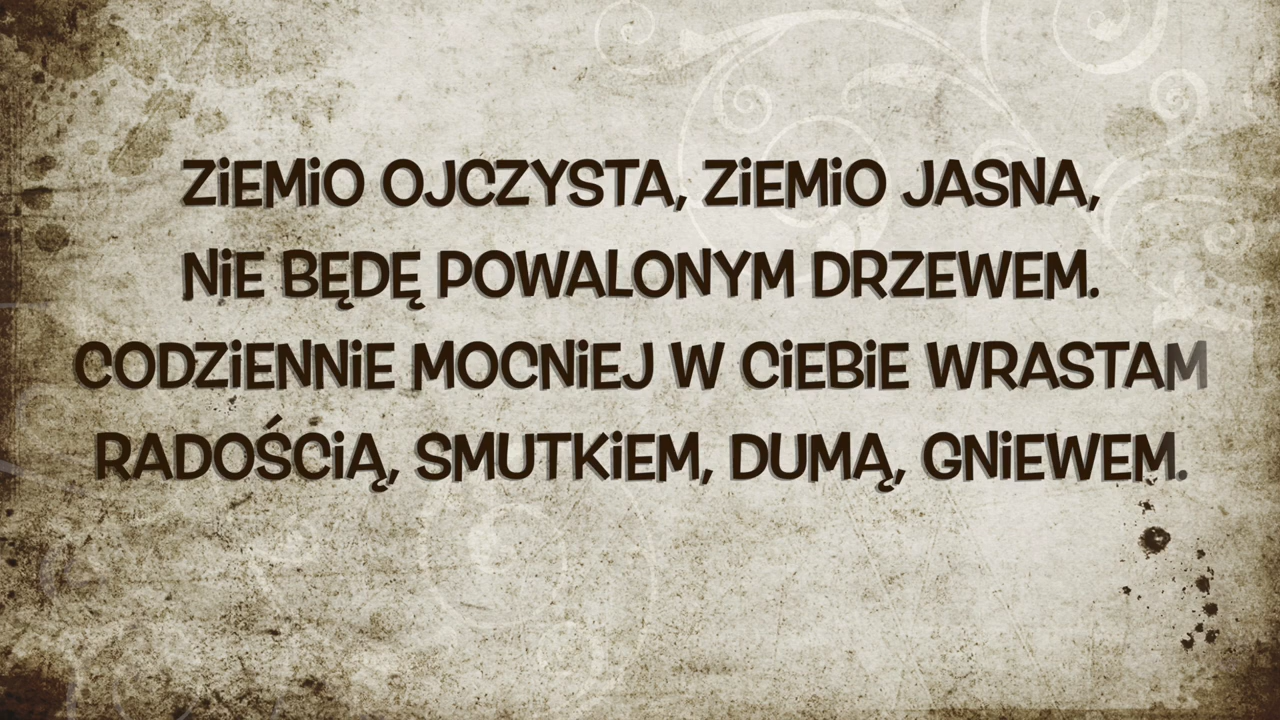 ZiEMiO OJCZYSTA, ZiEMiO JASNA,
NiE BĘDĘ POWALONYM DRZEWEM.
CODZiENNiE MOCNiEJ W CiEBiE WRASTAM
RADOŚCiĄ, SMUTKiEM, DUMĄ, GNiEWEM.